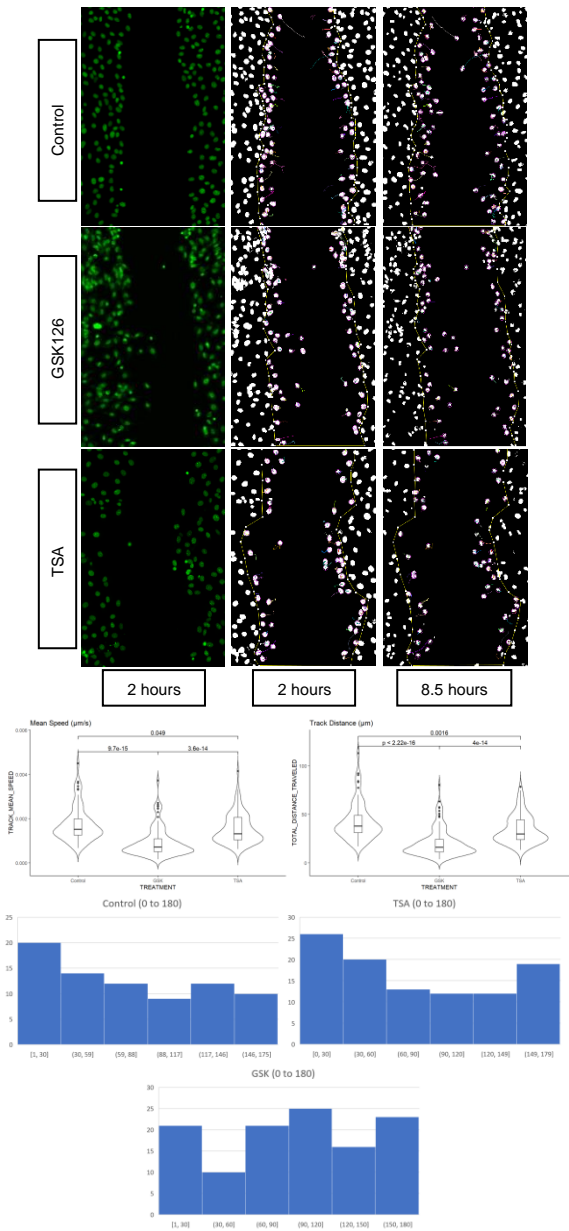 Control
GSK126
TSA
2 hours
2 hours
8.5 hours
Mean Speed (μm/s)
0.049
9.7e-15
3.6e-14
0.006
0.004
0.002
0.000
TRACK_MEAN_SPEED
Control
GSK
TSA
TREATMENT
Track Distance (μm)
0.0016
p < 2.22e-16
4e-14
100
50
0
TOTAL_DISTANCE_TRAVELED
Control
GSK
TSA
TREATMENT
Control (0 to 180)
25
20
15
10
5
0
[1, 30]
(30, 59]
(59, 88]
(88, 117]
(117, 146]
(146, 175]
TSA (0 to 180)
30
25
20
15
10
5
0
[0, 30]
(30, 60]
(60, 90]
(90, 120]
(120, 149]
(149, 179]
GSK (0 to 180)
30
25
20
15
10
5
0
[1, 30]
(30, 60]
(60, 90]
(90, 120]
(120, 150]
(150, 180]